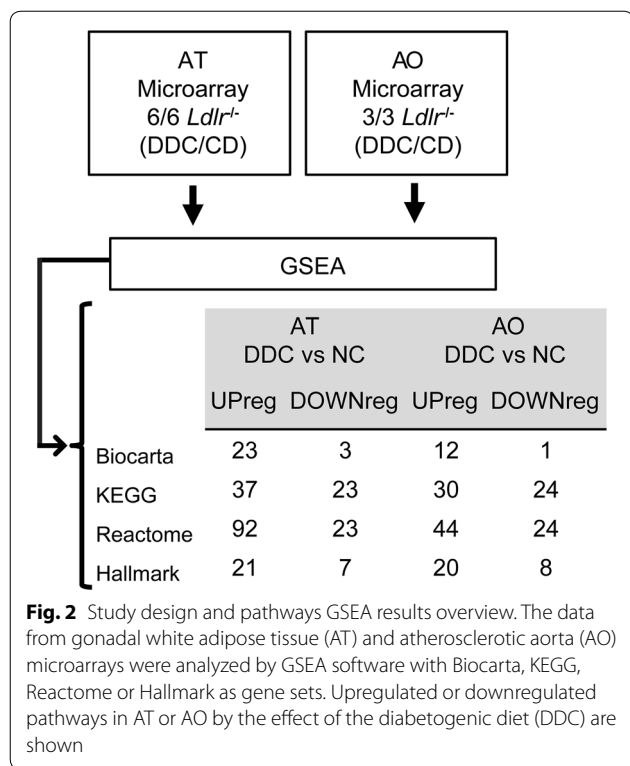 AT
Microarray
6/6 Ldlr-/-
(DDC/CD)
AO
Microarray
3/3 Ldlr-/-
(DDC/CD)
GSEA
AT AO
DDC vs NC DDC vs NC
UPreg DOWNreg UPreg DOWNreg
Biocarta 23 3 12 1
KEGG 37 23 30 24
Reactome 92 23 44 24
Hallmark 21 7 20 8
Fig. 2 Study design and pathways GSEA results overview. The data
from gonadal white adipose tissue (AT) and atherosclerotic aorta (AO)
microarrays were analyzed by GSEA software with Biocarta, KEGG,
Reactome or Hallmark as gene sets. Upregulated or downregulated
pathways in AT or AO by the effect of the diabetogenic diet (DDC) are
shown